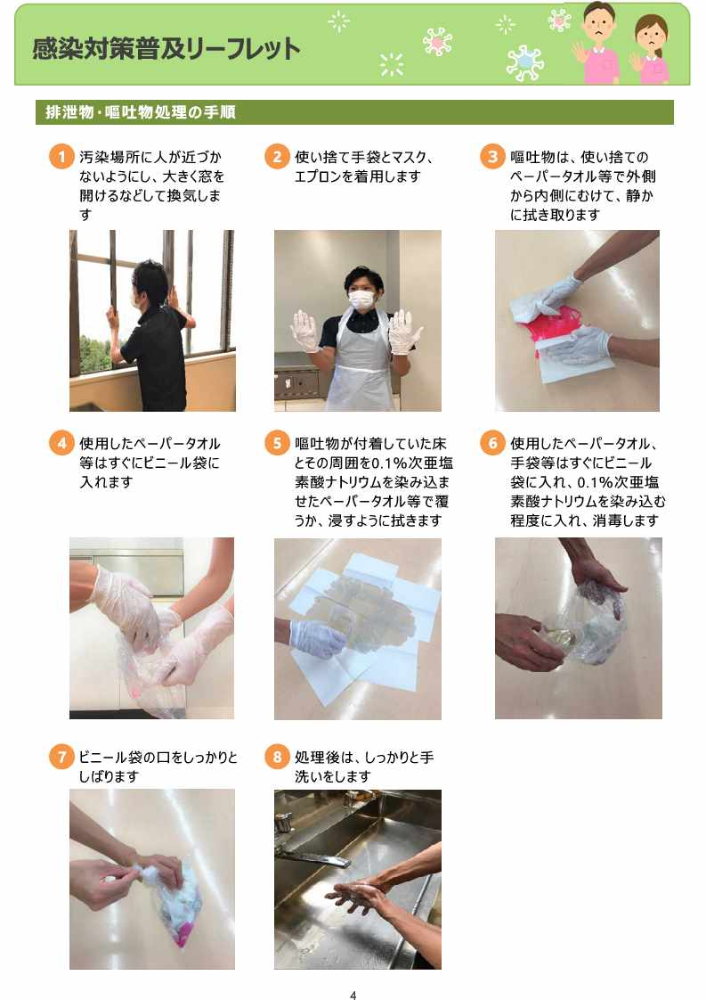 感染対策普及リーフレット
排泄物・嘔吐物処理の手順
1 汚染場所に人が近づか
ないようにし、大きく窓を
開けるなどして換気しま
す
2 使い捨て手袋とマスク、
エプロンを着用します
3 嘔吐物は、使い捨ての
ペーパータオル等で外側
から内側にむけて、静か
に拭き取ります
4 使用したペーパータオル
等はすぐにビニール袋に
入れます
5 嘔吐物が付着していた床
とその周囲を0.1%次亜塩
素酸ナトリウムを染み込ま
せたペーパータオル等で覆
うか、浸すように拭きます
6 使用したペーパータオル、
手袋等はすぐにビニール
袋に入れ、0.1%次亜塩
素酸ナトリウムを染み込む
程度に入れ、消毒します
7 ビニール袋の口をしっかりと
しばります
8 処理後は、しっかりと手
洗いをします
4